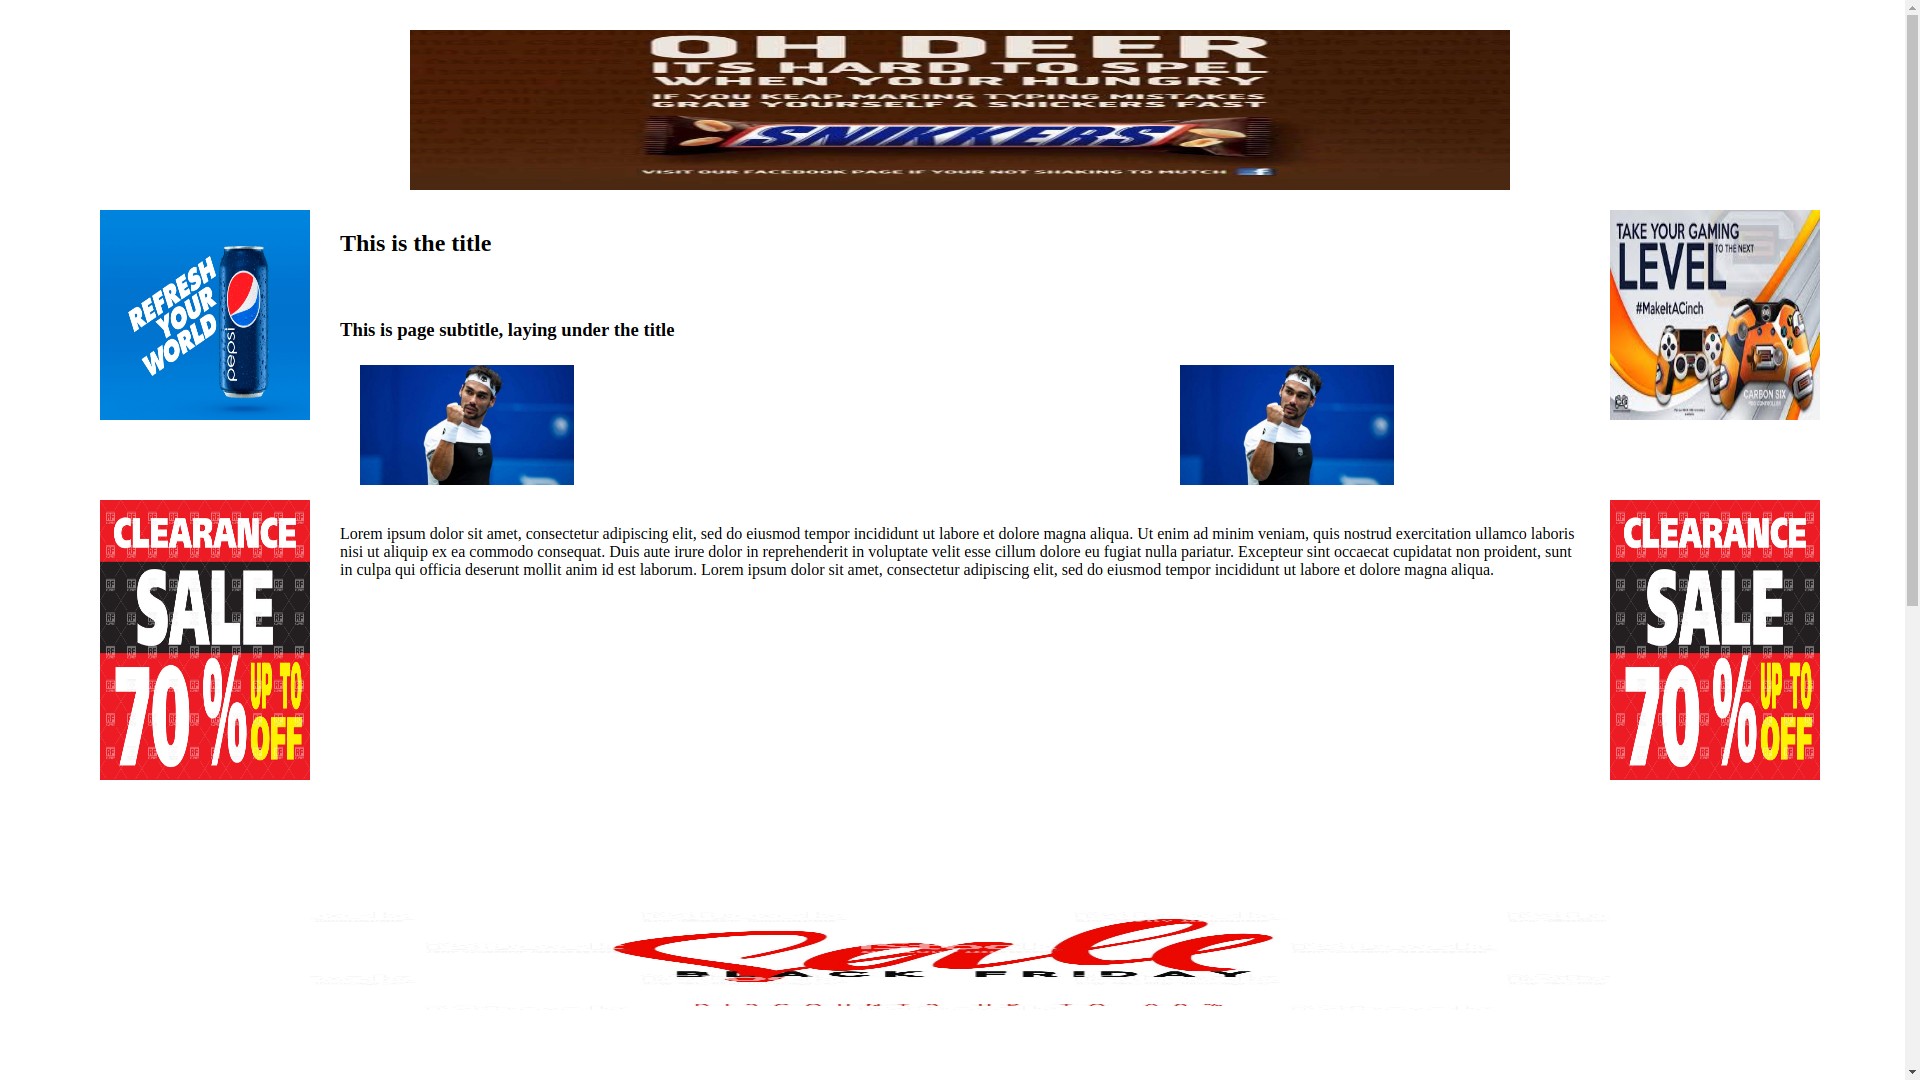 OH DEER
ITS HARD TO SPEL
WHEN YOUR HUNGRY
IF YOU KEAP MAKING TYPING MISTAKES
GRAB YOURSELF A SNICKERS FAST
SNIKKERS
VISIT OUR FACEBOOK PAGE IF YOUR NOT SHAKING TO MUTCH
REFRESH
YOUR
WORLD
pepsi
This is the title
This is page subtitle, laying under the title
TAKE YOUR GAMING
LEVEL TO THE NEXT
#MakeItACinch
CARBON SIX
Lorem ipsum dolor sit amet, consectetur adipiscing elit, sed do eiusmod tempor incididunt ut labore et dolore magna aliqua. Ut enim ad minim veniam, quis nostrud exercitation ullamco laboris
nisi ut aliquip ex ea commodo consequat. Duis aute irure dolor in reprehenderit in voluptate velit esse cillum dolore eu fugiat nulla pariatur. Excepteur sint occaecat cupidatat non proident, sunt
in culpa qui officia deserunt mollit anim id est laborum. Lorem ipsum dolor sit amet, consectetur adipiscing elit, sed do eiusmod tempor incididunt ut labore et dolore magna aliqua.
CLEARANCE
SALE
70% UP TO
OFF
CLEARANCE
SALE
70% UP TO
OFF
Sale
BLACK FRIDAY